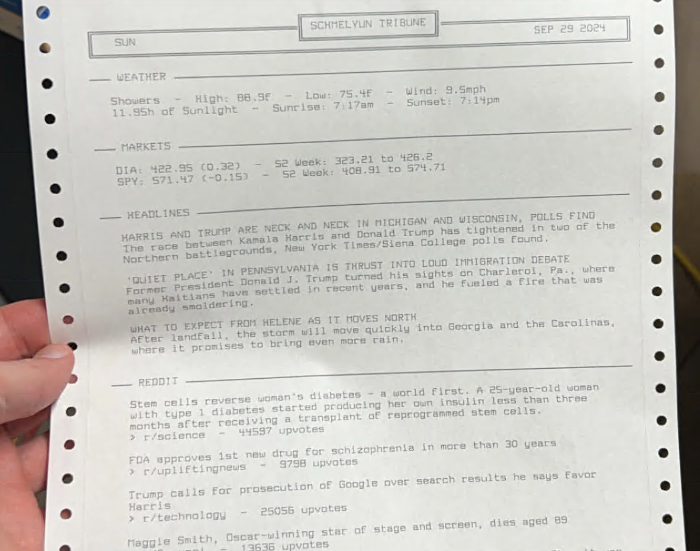 SCHMELYUN TRIBUNE
SUN SEP 29 2024
WEATHER
Showers - High: 88.9f - Low: 75.4f - Wind: 9.5mph
11.95h of Sunlight - Sunrise: 7:17am - Sunset: 7:14pm
MARKETS
DIA: 422.95 (0.32) - 52 Week: 323.21 to 426.2
SPY: 571.47 (-0.15) - 52 Week: 408.91 to 574.71
HEADLINES
HARRIS AND TRUMP ARE NECK AND NECK IN MICHIGAN AND WISCONSIN, POLLS FIND
The race between Kamala Harris and Donald Trump has tightened in two of the
Northern battlegrounds, New York Times/Siena College polls found.
'QUIET PLACE' IN PENNSYLVANIA IS THRUST INTO LOUD IMMIGRATION DEBATE
Former President Donald J. Trump turned his sights on Charleroi, Pa., where
many Haitians have settled in recent years, and he fueled a fire that was
already smoldering.
WHAT TO EXPECT FROM HELENE AS IT MOVES NORTH
After landfall, the storm will move quickly into Georgia and the Carolinas,
where it promises to bring even more rain.
REDDIT
Stem cells reverse woman's diabetes - a world first. A 25-year-old woman
with type 1 diabetes started producing her own insulin less than three
months after receiving a transplant of reprogrammed stem cells.
> r/science - 44597 upvotes
FDA approves 1st new drug for schizophrenia in more than 30 years
> r/upliftingnews - 9798 upvotes
Trump calls for prosecution of Google over search results he says favor
Harris
> r/technology - 25056 upvotes
Maggie Smith, Oscar-winning star of stage and screen, dies aged 89
- 13636 upvotes